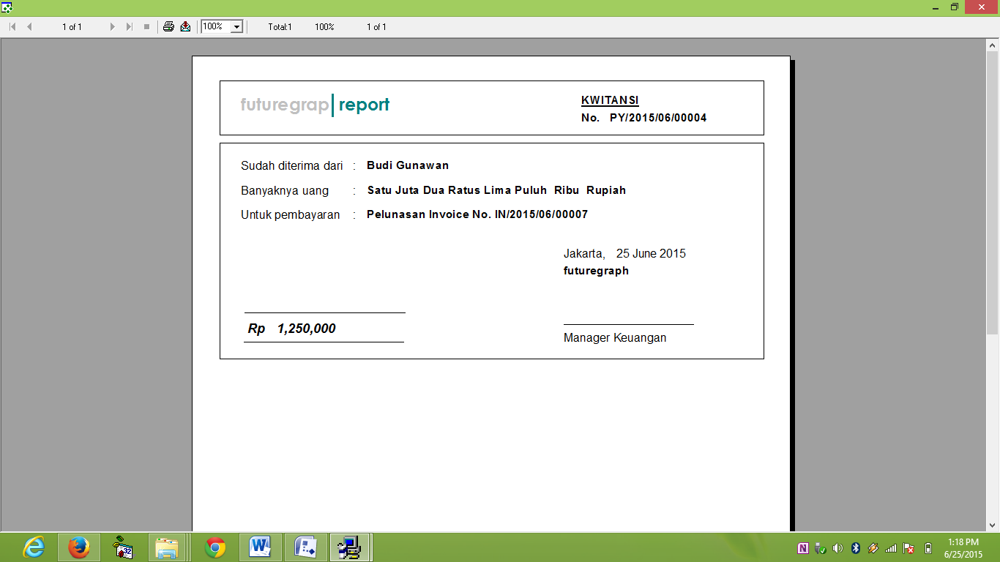 1 of 1
100%
Total:1
100%
1 of 1
futuregrap report
KWITANSI
No. PY/2015/06/00004
Sudah diterima dari : Budi Gunawan
Banyaknya uang : Satu Juta Dua Ratus Lima Puluh Ribu Rupiah
Untuk pembayaran : Pelunasan Invoice No. IN/2015/06/00007
Jakarta, 25 June 2015
futuregraph
Rp 1,250,000
Manager Keuangan
32
W
N
1:18 PM
6/25/2015